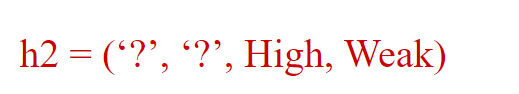 h2 = (‘?’, ‘?’, High, Weak)